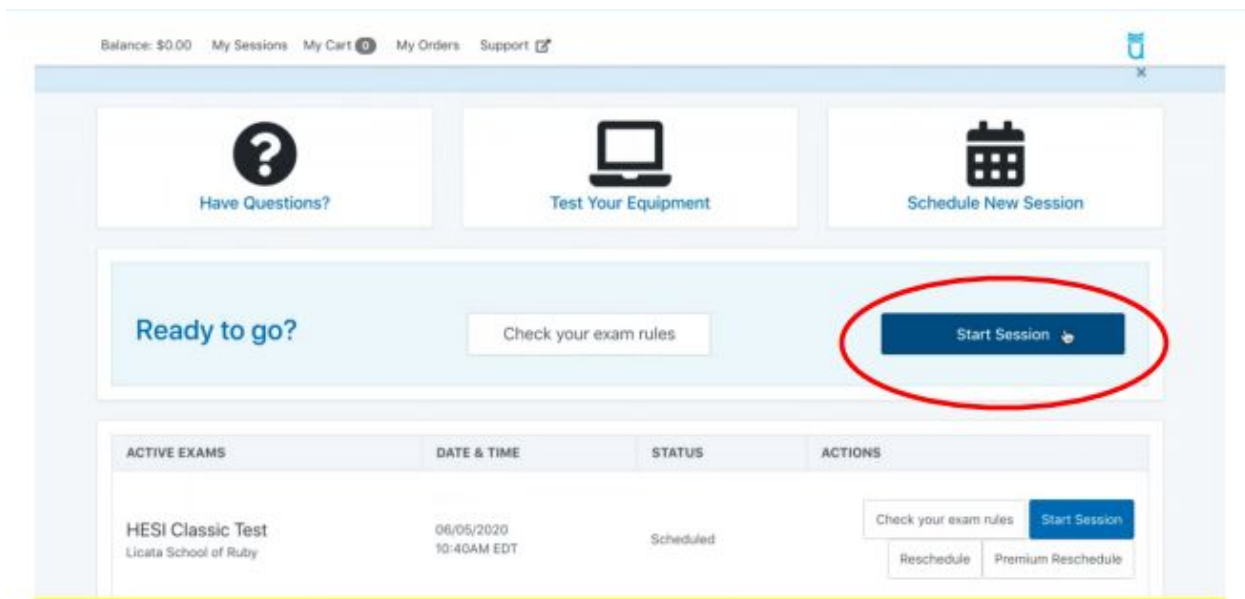 Balance: $0.00 My Sessions My Cart 0 My Orders Support
Have Questions?
Test Your Equipment
Schedule New Session
Ready to go?
Check your exam rules
Start Session
ACTIVE EXAMS DATE & TIME STATUS ACTIONS
HESI Classic Test
Licata School of Ruby
06/05/2020
10:40AM EDT
Scheduled
Check your exam rules Start Session
Reschedule Premium Reschedule